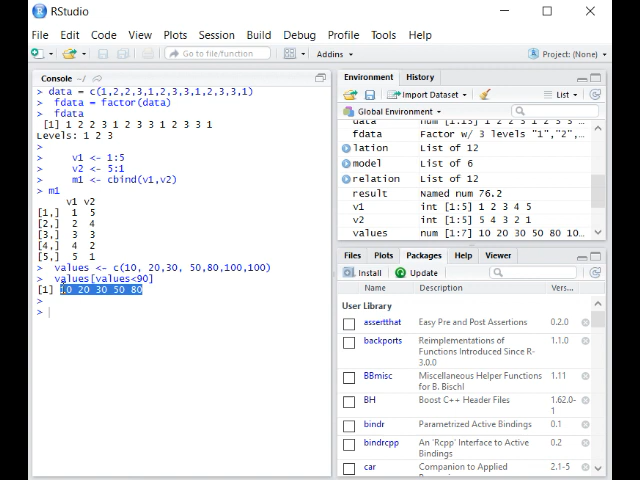 RStudio
File Edit Code View Plots Session Build Debug Profile Tools Help
Go to file/function Addins Project: (None)
Console ~/
> data = c(1,2,2,3,1,2,3,3,1,2,3,3,1)
> fdata = factor(data)
> fdata
[1] 1 2 2 3 1 2 3 3 1 2 3 3 1
Levels: 1 2 3
>
> v1 <- 1:5
> v2 <- 5:1
> m1 <- cbind(v1,v2)
> m1
v1 v2
[1,] 1 5
[2,] 2 4
[3,] 3 3
[4,] 4 2
[5,] 5 1
> values <- c(10, 20,30, 50,80,100,100)
> values[values<90]
[1] 10 20 30 50 80
>
>
Environment History
Import Dataset List
Global Environment
data num [1:13] 1 2 2 3 1 2 3
fdata Factor w/ 3 levels "1","2",
lation List of 12
model List of 6
relation List of 12
result Named num 76.2
v1 int [1:5] 1 2 3 4 5
v2 int [1:5] 5 4 3 2 1
values num [1:7] 10 20 30 50 80 10
Files Plots Packages Help Viewer
Install Update
Name Description
User Library
assertthat Easy Pre and Post Assertions 0.2.0
backports Reimplementations of Functions Introduced Since R-3.0.0 1.1.0
BBmisc Miscellaneous Helper Functions for B. Bischl 1.11
BH Boost C++ Header Files 1.62.0-1
bindr Parametrized Active Bindings 0.1
bindrcpp An 'Rcpp' Interface to Active Bindings 0.2
car Companion to Applied 2.1-5